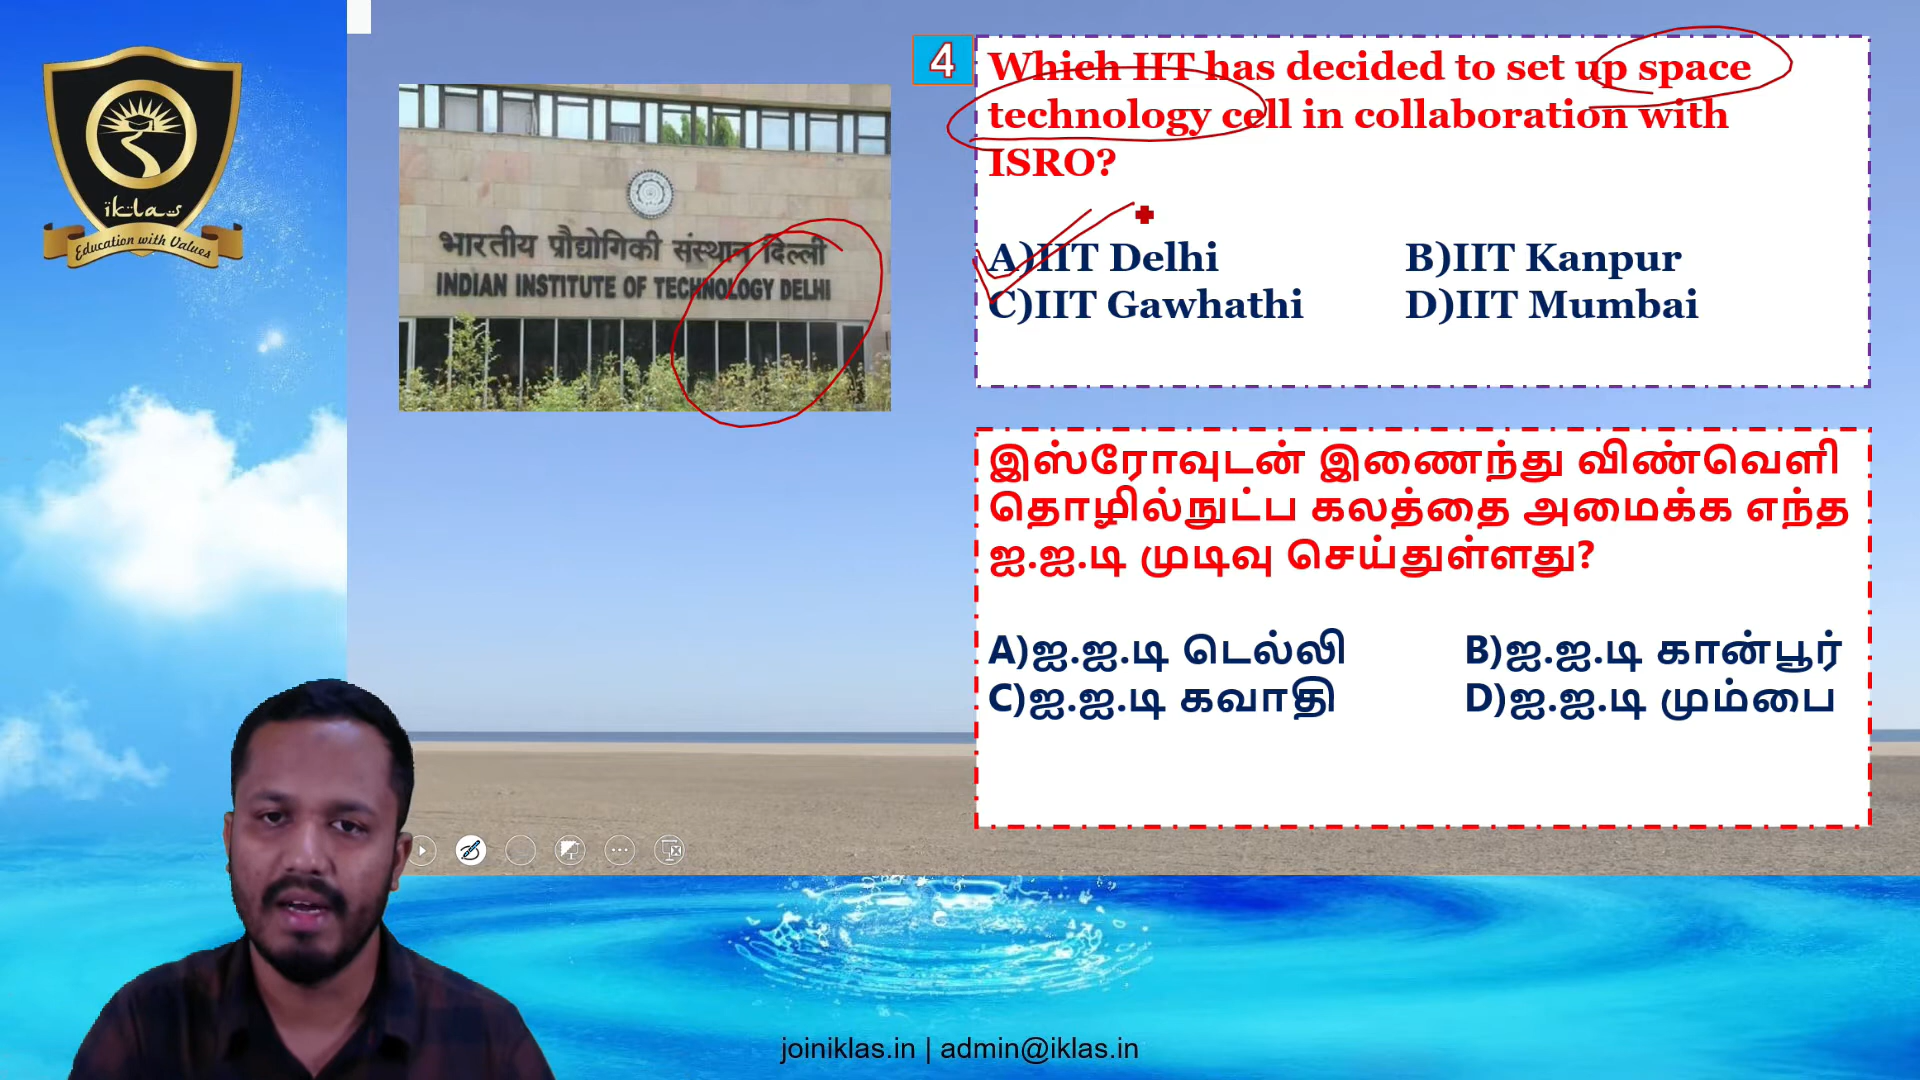 iklas
Education with Values
भारतीय प्रौद्योगिकी संस्थान दिल्ली
INDIAN INSTITUTE OF TECHNOLOGY DELHI
4
Which IIT has decided to set up space
technology cell in collaboration with
ISRO?
A)IIT Delhi B)IIT Kanpur
C)IIT Gawhathi D)IIT Mumbai
இஸ்ரோவுடன் இணைந்து விண்வெளி
தொழில்நுட்ப கலத்தை அமைக்க எந்த
ஐ.ஐ.டி முடிவு செய்துள்ளது?
A)ஐ.ஐ.டி டெல்லி B)ஐ.ஐ.டி கான்பூர்
C)ஐ.ஐ.டி கவாதி D)ஐ.ஐ.டி மும்பை
joiniklas.in | admin@iklas.in